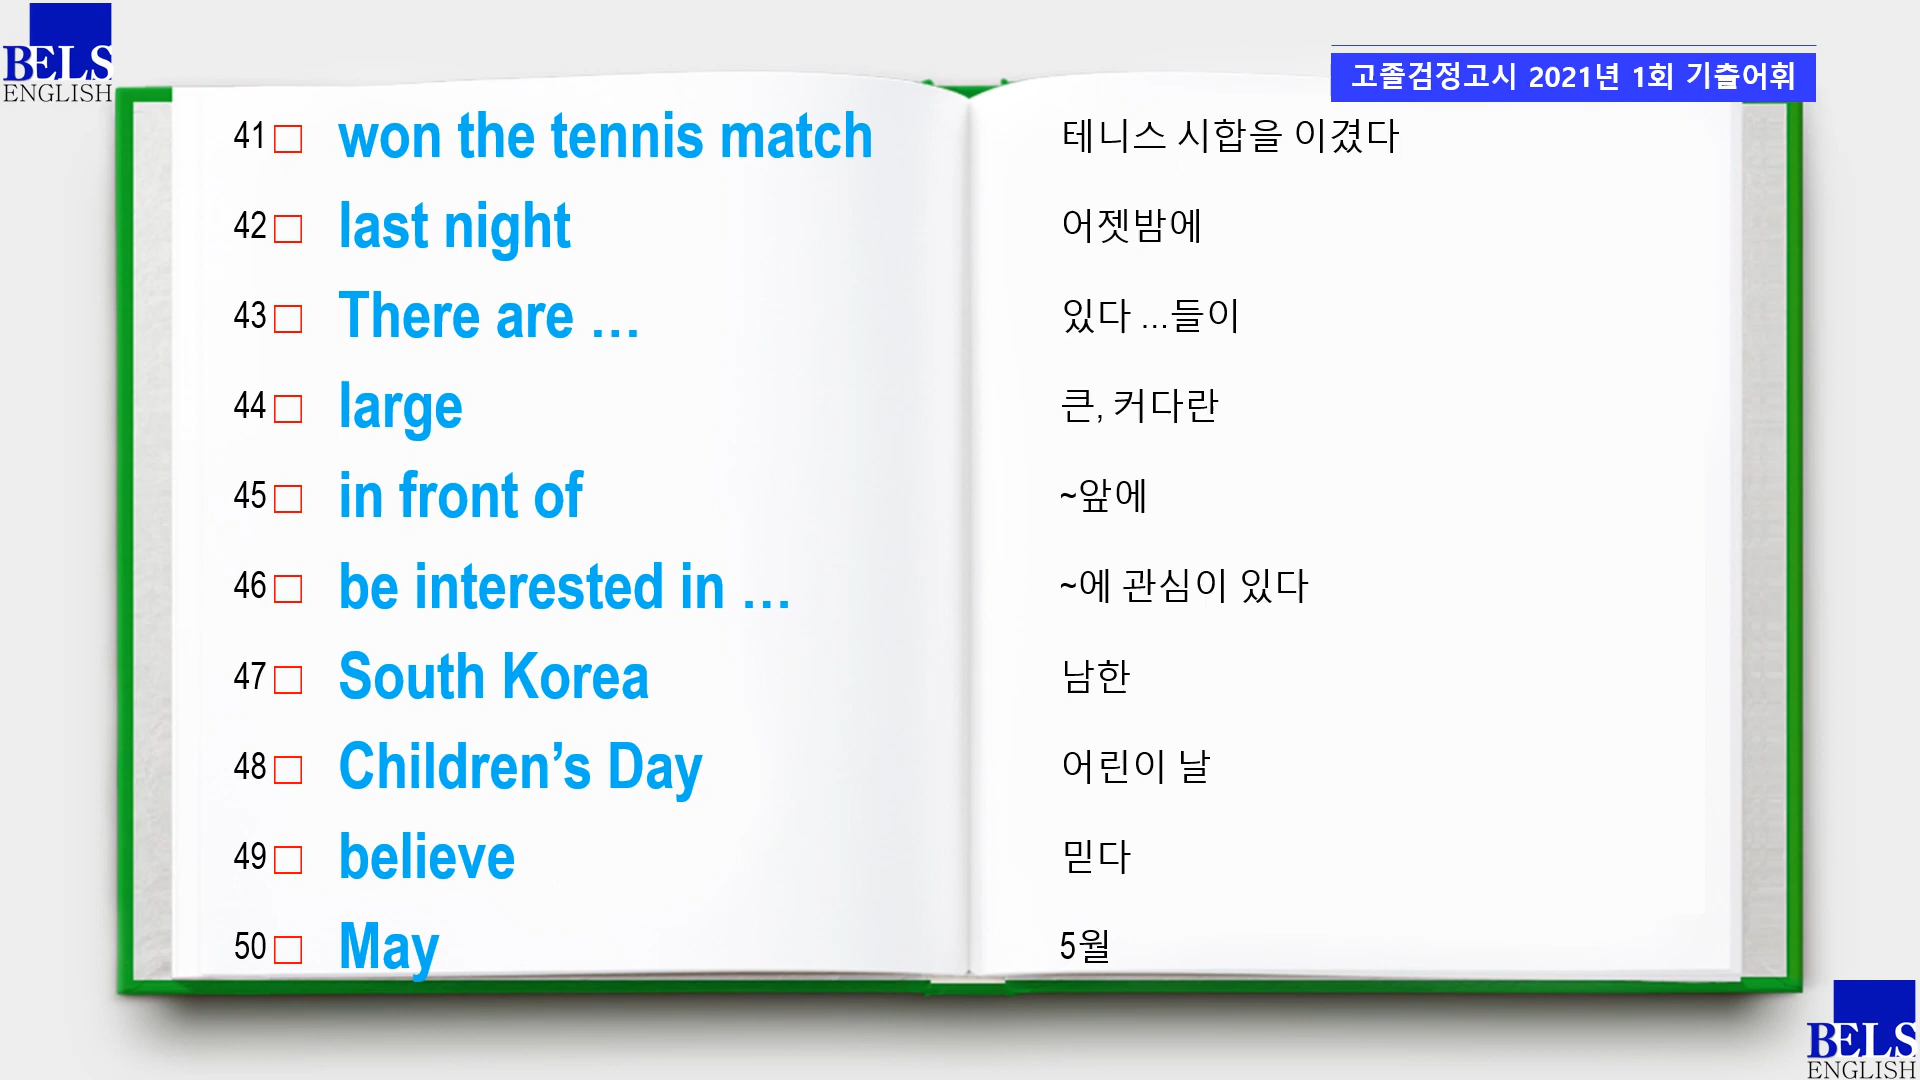 BELS
ENGLISH
고졸검정고시 2021년 1회 기출어휘
41 □ won the tennis match 테니스 시합을 이겼다
42 □ last night 어젯밤에
43 □ There are … 있다 ...들이
44 □ large 큰, 커다란
45 □ in front of ~앞에
46 □ be interested in … ~에 관심이 있다
47 □ South Korea 남한
48 □ Children’s Day 어린이 날
49 □ believe 믿다
50 □ May 5월
BELS
ENGLISH